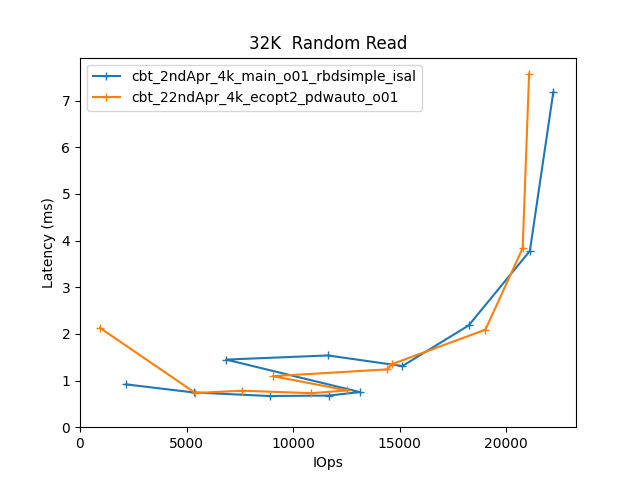 32K  Random Read
cbt_2ndApr_4k_main_o01_rbdsimple_isal
cbt_22ndApr_4k_ecopt2_pdwauto_o01
Latency (ms)
7
6
5
4
3
2
1
0
0 5000 10000 15000 20000
IOps